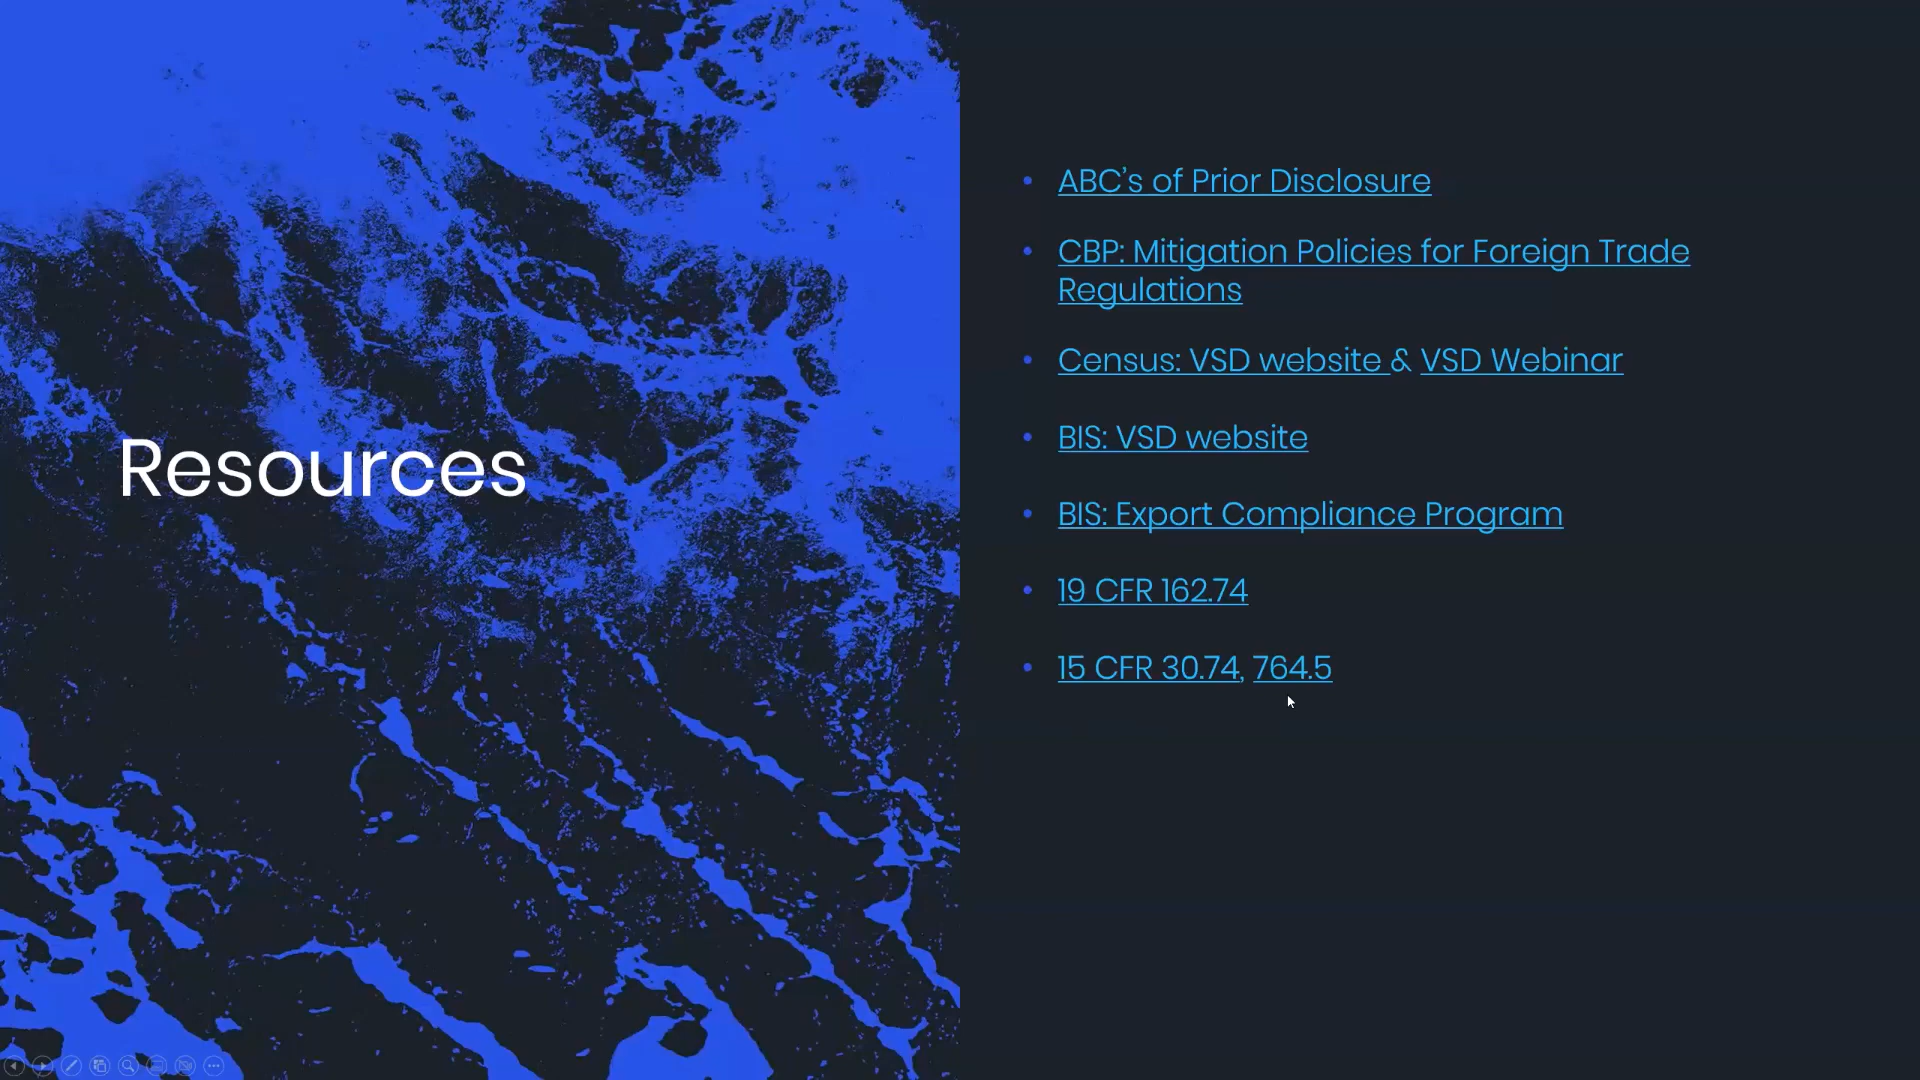 Resources
ABC’s of Prior Disclosure
CBP: Mitigation Policies for Foreign Trade
Regulations
Census: VSD website & VSD Webinar
BIS: VSD website
BIS: Export Compliance Program
19 CFR 162.74
15 CFR 30.74, 764.5